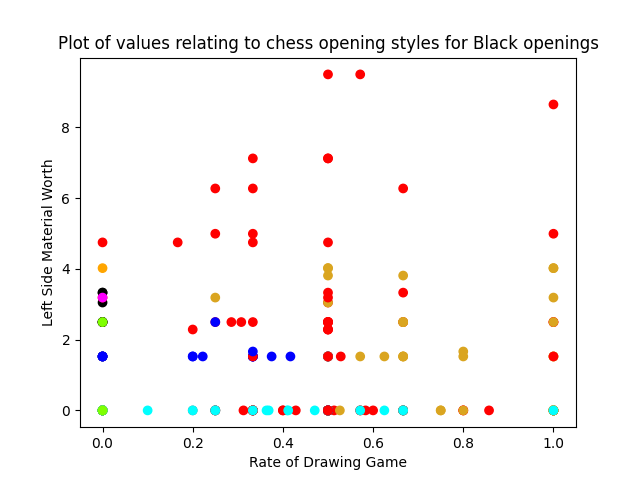 Plot of values relating to chess opening styles for Black openings
Left Side Material Worth
8
6
4
2
0
0.0 0.2 0.4 0.6 0.8 1.0
Rate of Drawing Game